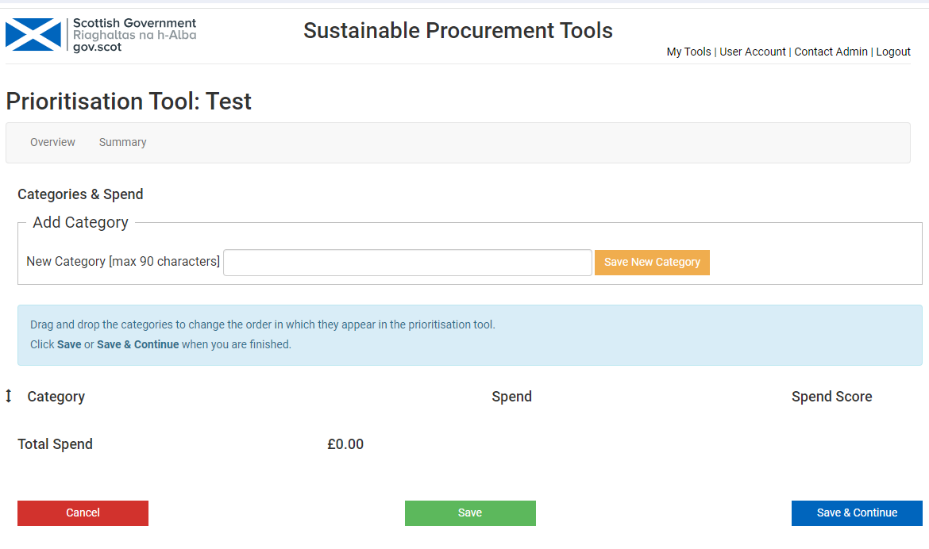 Scottish Government
Riaghaltas na h-Alba
gov.scot
Sustainable Procurement Tools
My Tools | User Account | Contact Admin | Logout
Prioritisation Tool: Test
Overview Summary
Categories & Spend
Add Category
New Category [max 90 characters] Save New Category
Drag and drop the categories to change the order in which they appear in the prioritisation tool.
Click Save or Save & Continue when you are finished.
Category Spend Spend Score
Total Spend £0.00
Cancel Save Save & Continue